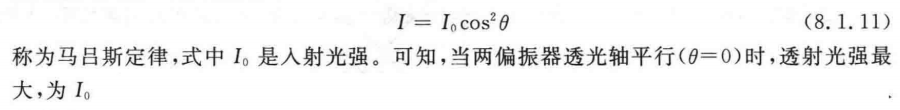 I = I₀cos²θ (8.1.11)
称为马吕斯定律,式中 I₀ 是入射光强。可知,当两偏振器透光轴平行(θ=0)时,透射光强最
大,为 I₀ .